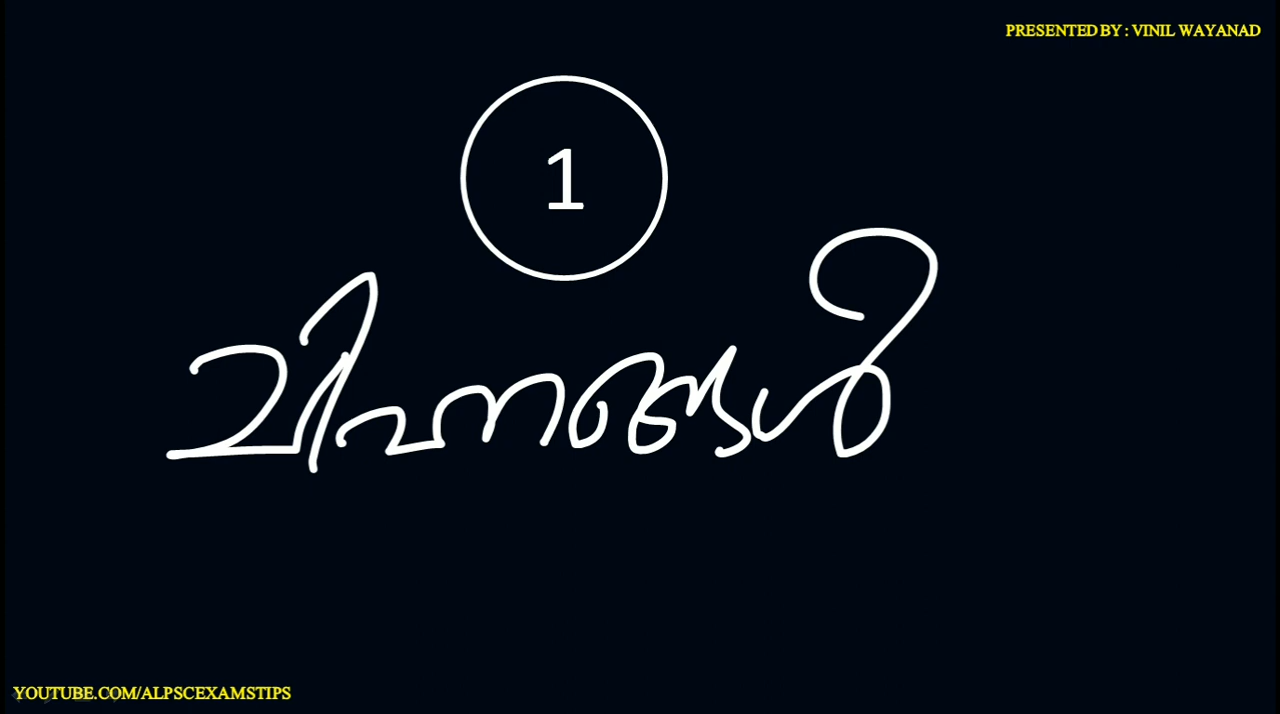 PRESENTED BY : VINIL WAYANAD
1
ചിഹ്നങ്ങൾ
YOUTUBE.COM/ALPSCEXAMSTIPS